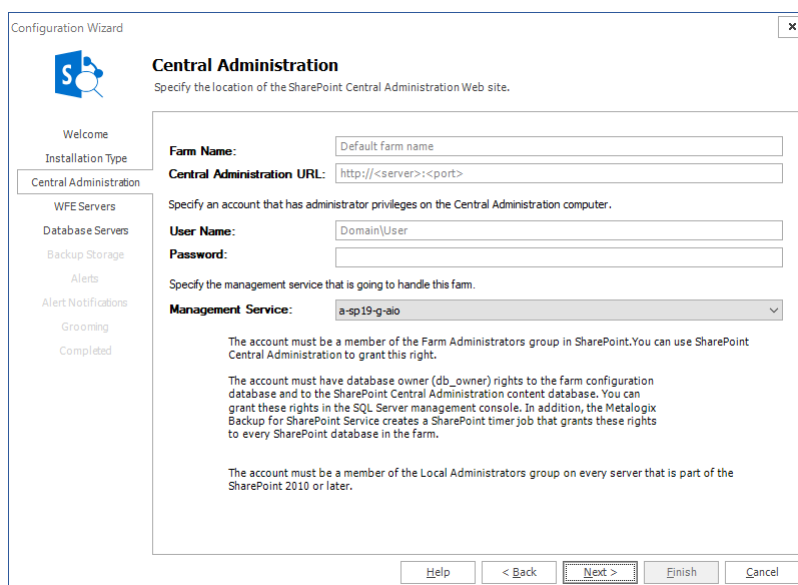 Configuration Wizard
Central Administration
Specify the location of the SharePoint Central Administration Web site.
Welcome
Installation Type
Central Administration
WFE Servers
Database Servers
Backup Storage
Alerts
Alert Notifications
Grooming
Completed
Farm Name: Default farm name
Central Administration URL: http://<server>:<port>
Specify an account that has administrator privileges on the Central Administration computer.
User Name: Domain\User
Password:
Specify the management service that is going to handle this farm.
Management Service: a-sp19-g-aio
The account must be a member of the Farm Administrators group in SharePoint.You can use SharePoint
Central Administration to grant this right.
The account must have database owner (db_owner) rights to the farm configuration
database and to the SharePoint Central Administration content database. You can
grant these rights in the SQL Server management console. In addition, the Metalogix
Backup for SharePoint Service creates a SharePoint timer job that grants these rights
to every SharePoint database in the farm.
The account must be a member of the Local Administrators group on every server that is part of the
SharePoint 2010 or later.
Help < Back Next > Finish Cancel